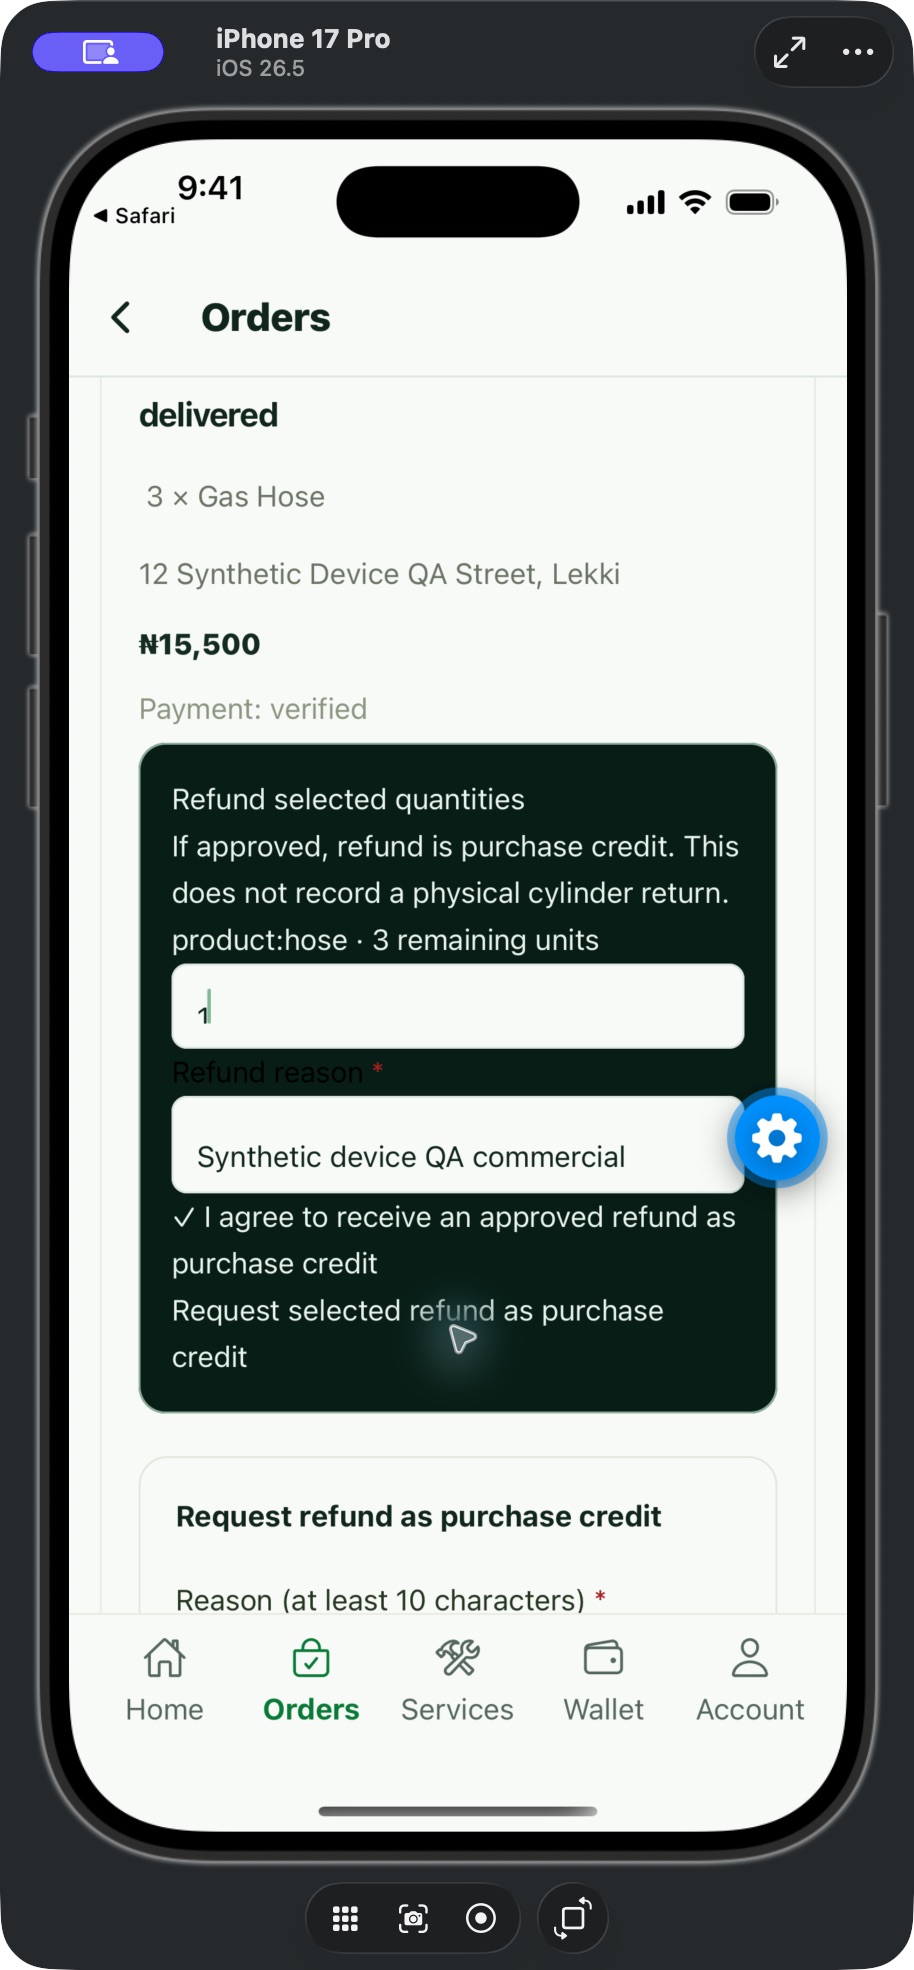 iPhone 17 Pro
iOS 26.5
9:41
◀ Safari
Orders
delivered
3 × Gas Hose
12 Synthetic Device QA Street, Lekki
₦15,500
Payment: verified
Refund selected quantities
If approved, refund is purchase credit. This
does not record a physical cylinder return.
product:hose · 3 remaining units
1
Refund reason *
Synthetic device QA commercial
✓ I agree to receive an approved refund as
purchase credit
Request selected refund as purchase
credit
Request refund as purchase credit
Reason (at least 10 characters) *
Home
Orders
Services
Wallet
Account